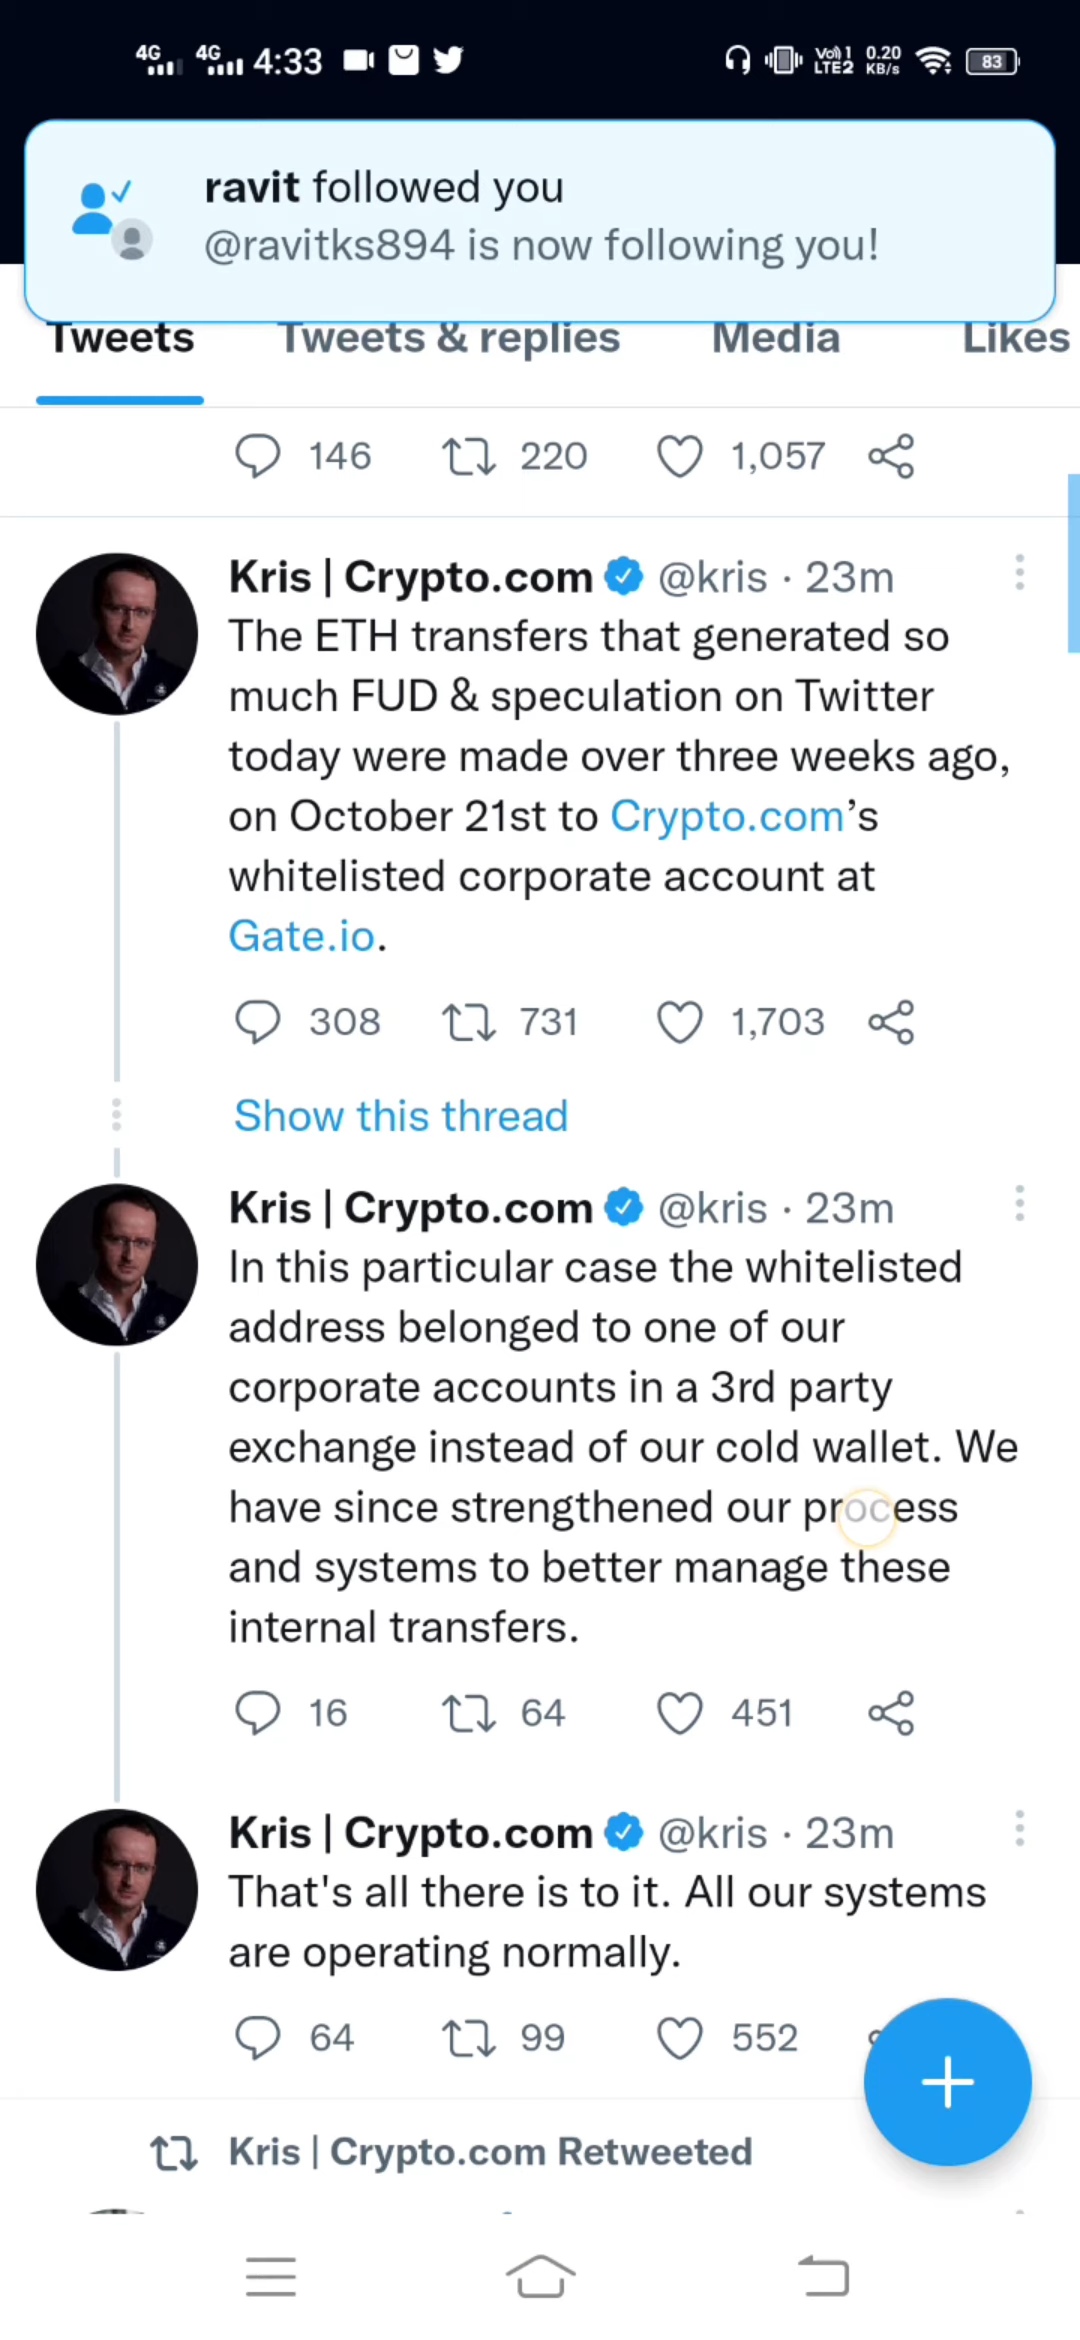 4G 4G 4:33 Vo) 1 LTE2 0.20 KB/s 83
ravit followed you
@ravitks894 is now following you!
Tweets Tweets & replies Media Likes
146 220 1,057
Kris | Crypto.com @kris · 23m
The ETH transfers that generated so
much FUD & speculation on Twitter
today were made over three weeks ago,
on October 21st to Crypto.com’s
whitelisted corporate account at
Gate.io.
308 731 1,703
Show this thread
Kris | Crypto.com @kris · 23m
In this particular case the whitelisted
address belonged to one of our
corporate accounts in a 3rd party
exchange instead of our cold wallet. We
have since strengthened our process
and systems to better manage these
internal transfers.
16 64 451
Kris | Crypto.com @kris · 23m
That's all there is to it. All our systems
are operating normally.
64 99 552
Kris | Crypto.com Retweeted